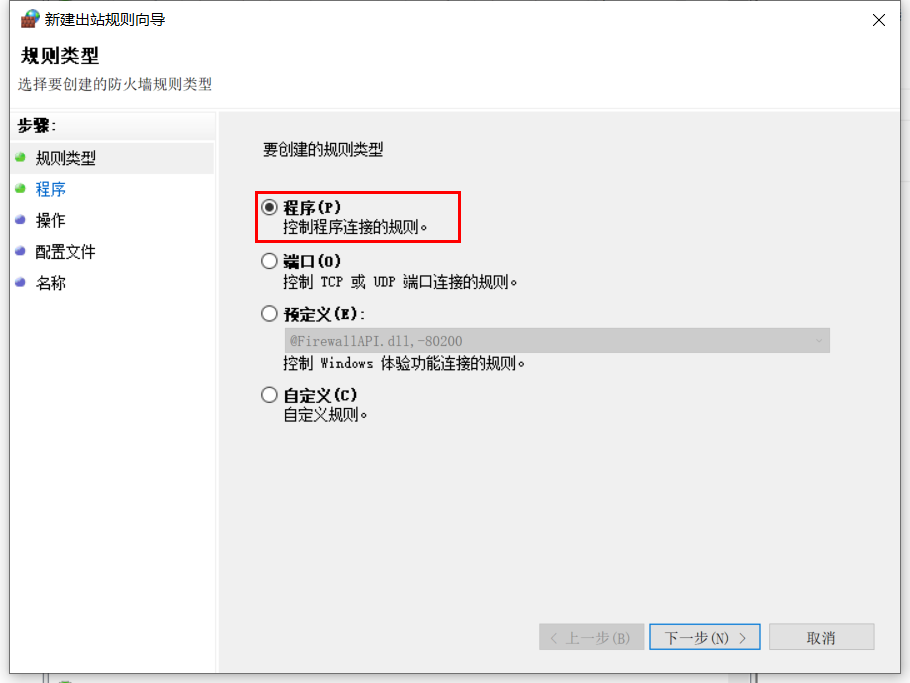 新建出站规则向导
规则类型
选择要创建的防火墙规则类型
步骤:
规则类型
程序
操作
配置文件
名称
要创建的规则类型
程序(P)
控制程序连接的规则。
端口(O)
控制 TCP 或 UDP 端口连接的规则。
预定义(E):
@FirewallAPI.dll,-80200
控制 Windows 体验功能连接的规则。
自定义(C)
自定义规则。
< 上一步(B)
下一步(N) >
取消